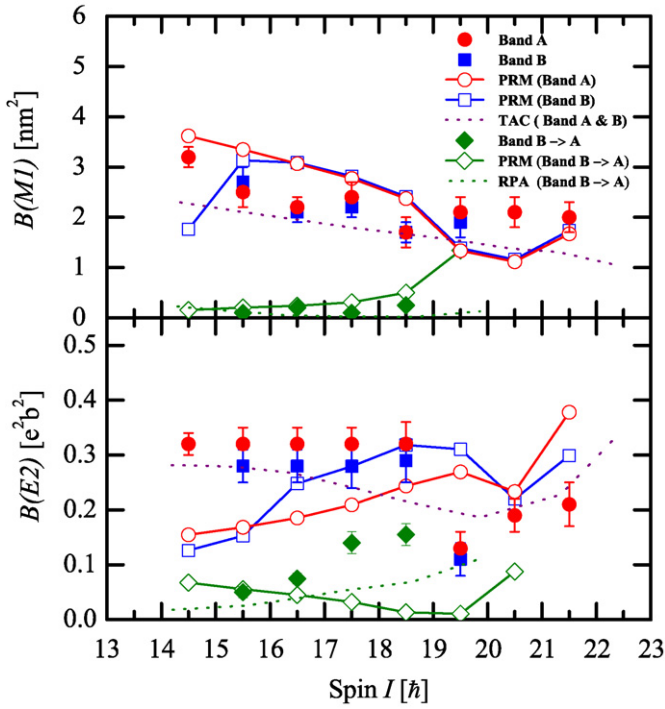 6
5
4
3
2
1
0
B(M1) [nm²]
Band A
Band B
PRM (Band A)
PRM (Band B)
TAC ( Band A & B)
Band B –> A
PRM (Band B –> A)
RPA (Band B –> A)
0.5
0.4
0.3
0.2
0.1
0.0
B(E2) [e²b²]
13 14 15 16 17 18 19 20 21 22 23
Spin I [ħ]